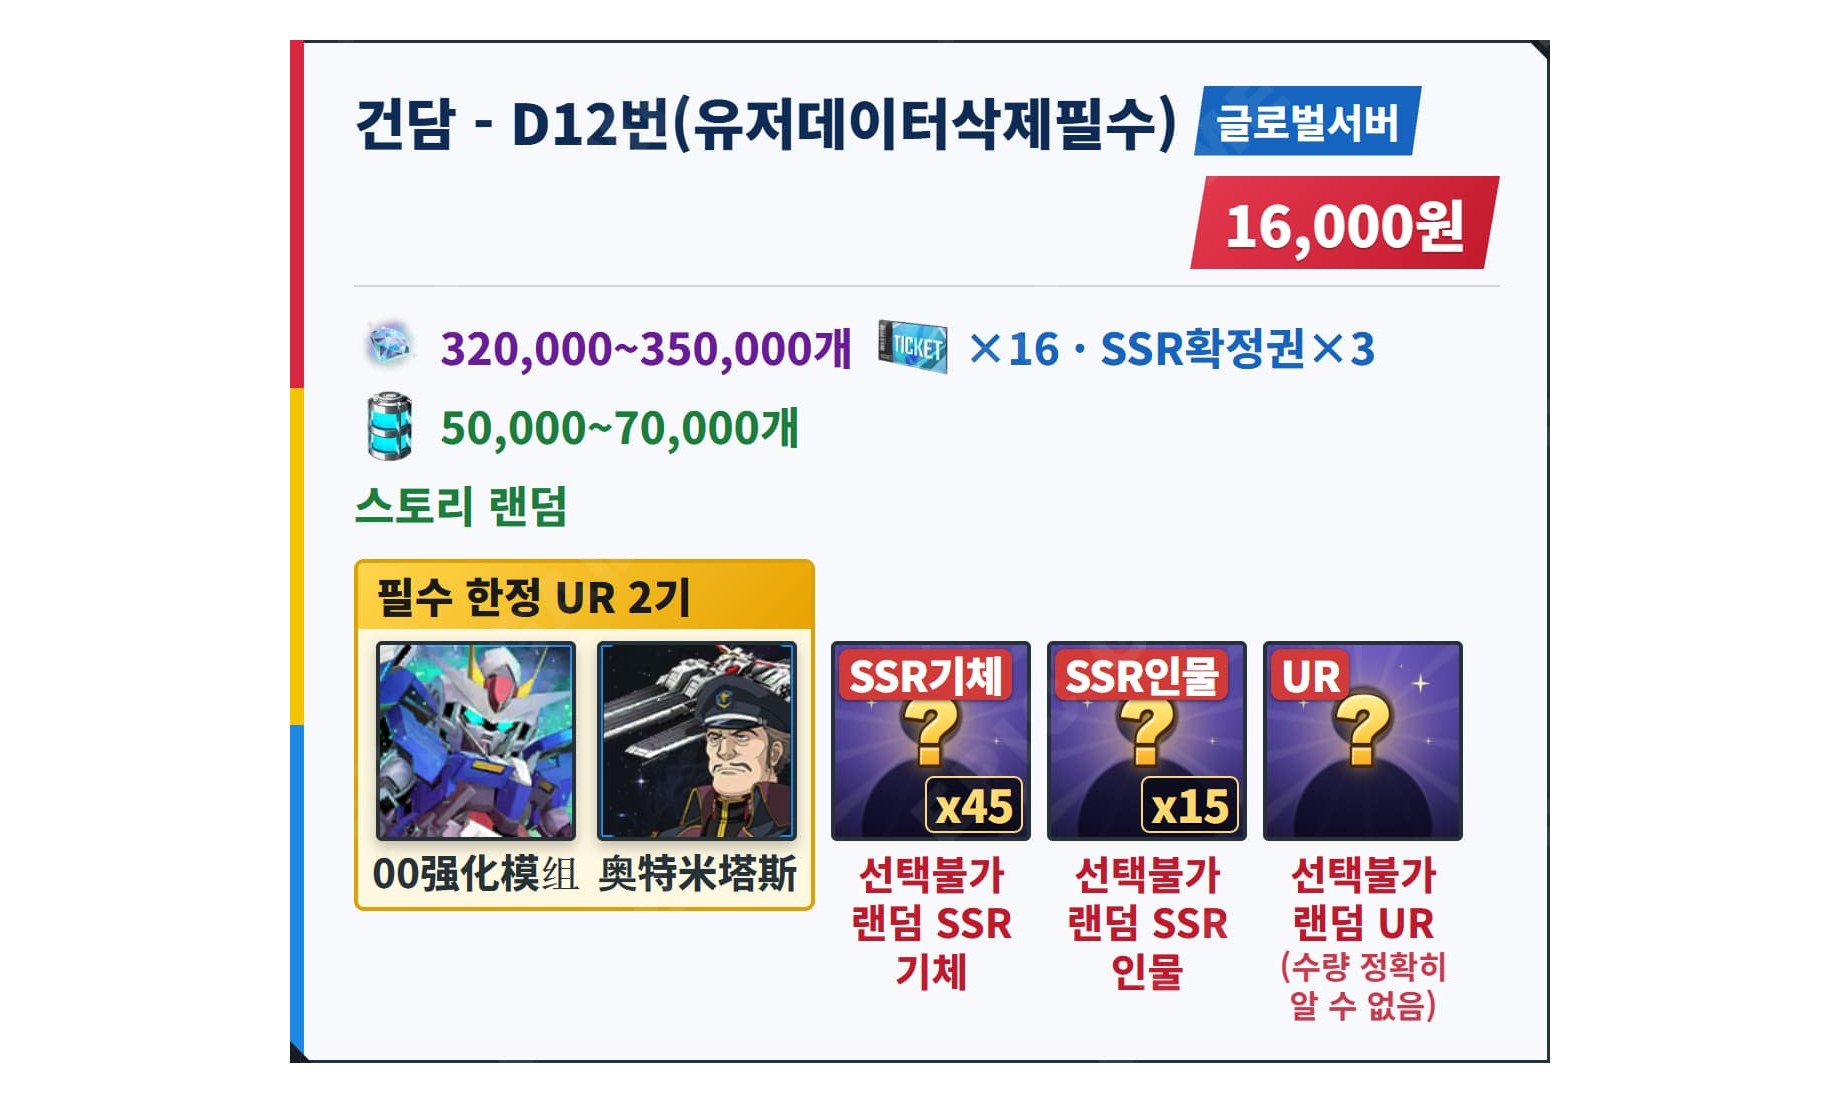 건담 - D12번(유저데이터삭제필수) 글로벌서버
16,000원
320,000~350,000개 TICKET ×16 · SSR확정권×3
50,000~70,000개
스토리 랜덤
필수 한정 UR 2기
SSR기체 SSR인물 UR
? ? ?
x45 x15
00强化模组 奥特米塔斯
선택불가 랜덤 SSR 기체
선택불가 랜덤 SSR 인물
선택불가 랜덤 UR
(수량 정확히 알 수 없음)